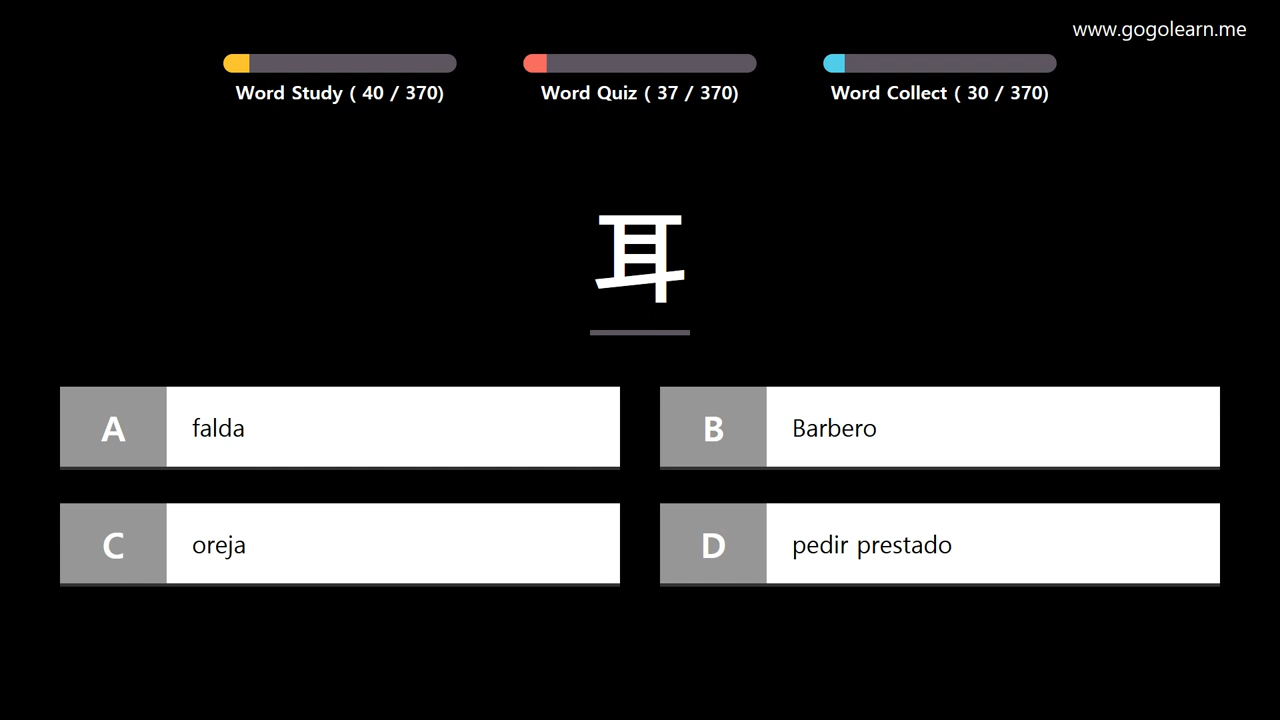 www.gogolearn.me
Word Study ( 40 / 370)
Word Quiz ( 37 / 370)
Word Collect ( 30 / 370)
耳
A falda
B Barbero
C oreja
D pedir prestado